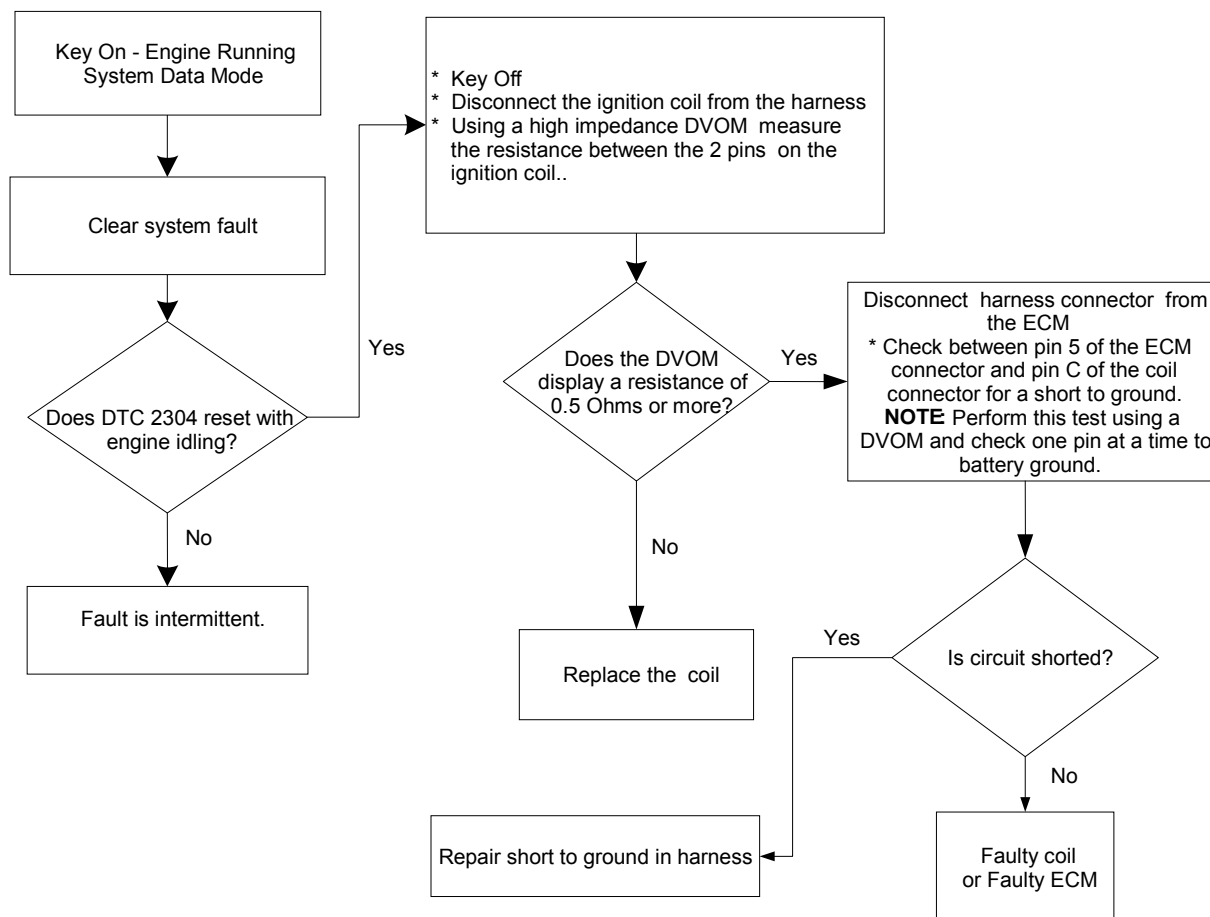 Key On - Engine Running
System Data Mode
Clear system fault
Does DTC 2304 reset with
engine idling?
Yes
No
Fault is intermittent.
* Key Off
* Disconnect the ignition coil from the harness
* Using a high impedance DVOM measure
the resistance between the 2 pins on the
ignition coil..
Does the DVOM
display a resistance of
0.5 Ohms or more?
Yes
No
Replace the coil
Disconnect harness connector from
the ECM
* Check between pin 5 of the ECM
connector and pin C of the coil
connector for a short to ground.
NOTE: Perform this test using a
DVOM and check one pin at a time to
battery ground.
Is circuit shorted?
Yes
No
Repair short to ground in harness
Faulty coil
or Faulty ECM